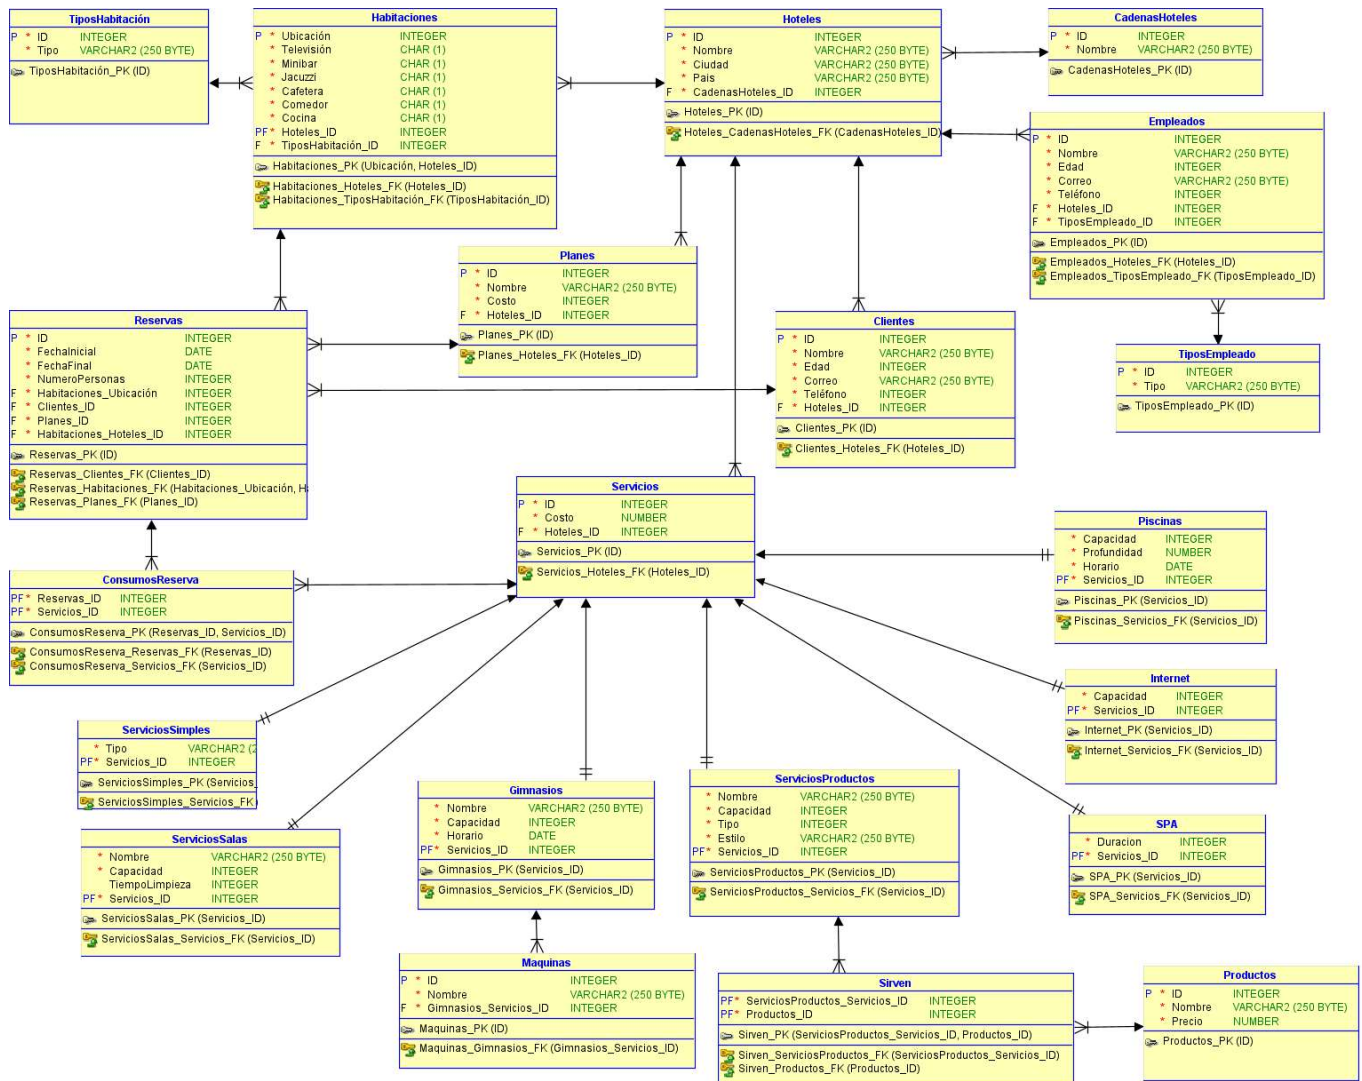 TiposHabitación
P * ID INTEGER
* Tipo VARCHAR2 (250 BYTE)
TiposHabitación_PK (ID)
Habitaciones
P * Ubicación INTEGER
* Televisión CHAR (1)
* Minibar CHAR (1)
* Jacuzzi CHAR (1)
* Cafetera CHAR (1)
* Comedor CHAR (1)
* Cocina CHAR (1)
PF* Hoteles_ID INTEGER
F * TiposHabitación_ID INTEGER
Habitaciones_PK (Ubicación, Hoteles_ID)
Habitaciones_Hoteles_FK (Hoteles_ID)
Habitaciones_TiposHabitación_FK (TiposHabitación_ID)
Hoteles
P * ID INTEGER
* Nombre VARCHAR2 (250 BYTE)
* Ciudad VARCHAR2 (250 BYTE)
* Pais VARCHAR2 (250 BYTE)
F * CadenasHoteles_ID INTEGER
Hoteles_PK (ID)
Hoteles_CadenasHoteles_FK (CadenasHoteles_ID)
CadenasHoteles
P * ID INTEGER
* Nombre VARCHAR2 (250 BYTE)
CadenasHoteles_PK (ID)
Empleados
P * ID INTEGER
* Nombre VARCHAR2 (250 BYTE)
* Edad INTEGER
* Correo VARCHAR2 (250 BYTE)
* Teléfono INTEGER
F * Hoteles_ID INTEGER
F * TiposEmpleado_ID INTEGER
Empleados_PK (ID)
Empleados_Hoteles_FK (Hoteles_ID)
Empleados_TiposEmpleado_FK (TiposEmpleado_ID)
Planes
P * ID INTEGER
* Nombre VARCHAR2 (250 BYTE)
* Costo INTEGER
F * Hoteles_ID INTEGER
Planes_PK (ID)
Planes_Hoteles_FK (Hoteles_ID)
Reservas
P * ID INTEGER
* FechaInicial DATE
* FechaFinal DATE
* NumeroPersonas INTEGER
F * Habitaciones_Ubicación INTEGER
F * Clientes_ID INTEGER
F * Planes_ID INTEGER
F * Habitaciones_Hoteles_ID INTEGER
Reservas_PK (ID)
Reservas_Clientes_FK (Clientes_ID)
Reservas_Habitaciones_FK (Habitaciones_Ubicación, H
Reservas_Planes_FK (Planes_ID)
Clientes
P * ID INTEGER
* Nombre VARCHAR2 (250 BYTE)
* Edad INTEGER
* Correo VARCHAR2 (250 BYTE)
* Teléfono INTEGER
F * Hoteles_ID INTEGER
Clientes_PK (ID)
Clientes_Hoteles_FK (Hoteles_ID)
TiposEmpleado
P * ID INTEGER
* Tipo VARCHAR2 (250 BYTE)
TiposEmpleado_PK (ID)
Servicios
P * ID INTEGER
* Costo NUMBER
F * Hoteles_ID INTEGER
Servicios_PK (ID)
Servicios_Hoteles_FK (Hoteles_ID)
Piscinas
* Capacidad INTEGER
* Profundidad NUMBER
* Horario DATE
PF* Servicios_ID INTEGER
Piscinas_PK (Servicios_ID)
Piscinas_Servicios_FK (Servicios_ID)
ConsumosReserva
PF* Reservas_ID INTEGER
PF* Servicios_ID INTEGER
ConsumosReserva_PK (Reservas_ID, Servicios_ID)
ConsumosReserva_Reservas_FK (Reservas_ID)
ConsumosReserva_Servicios_FK (Servicios_ID)
Internet
* Capacidad INTEGER
PF* Servicios_ID INTEGER
Internet_PK (Servicios_ID)
Internet_Servicios_FK (Servicios_ID)
ServiciosSimples
* Tipo VARCHAR2 (2
PF* Servicios_ID INTEGER
ServiciosSimples_PK (Servicios_
ServiciosSimples_Servicios_FK (
Gimnasios
* Nombre VARCHAR2 (250 BYTE)
* Capacidad INTEGER
* Horario DATE
PF* Servicios_ID INTEGER
Gimnasios_PK (Servicios_ID)
Gimnasios_Servicios_FK (Servicios_ID)
ServiciosProductos
* Nombre VARCHAR2 (250 BYTE)
* Capacidad INTEGER
* Tipo INTEGER
* Estilo VARCHAR2 (250 BYTE)
PF* Servicios_ID INTEGER
ServiciosProductos_PK (Servicios_ID)
ServiciosProductos_Servicios_FK (Servicios_ID)
SPA
* Duracion INTEGER
PF* Servicios_ID INTEGER
SPA_PK (Servicios_ID)
SPA_Servicios_FK (Servicios_ID)
ServiciosSalas
* Nombre VARCHAR2 (250 BYTE)
* Capacidad INTEGER
TiempoLimpieza INTEGER
PF* Servicios_ID INTEGER
ServiciosSalas_PK (Servicios_ID)
ServiciosSalas_Servicios_FK (Servicios_ID)
Maquinas
P * ID INTEGER
* Nombre VARCHAR2 (250 BYTE)
F * Gimnasios_Servicios_ID INTEGER
Maquinas_PK (ID)
Maquinas_Gimnasios_FK (Gimnasios_Servicios_ID)
Sirven
PF* ServiciosProductos_Servicios_ID INTEGER
PF* Productos_ID INTEGER
Sirven_PK (ServiciosProductos_Servicios_ID, Productos_ID)
Sirven_ServiciosProductos_FK (ServiciosProductos_Servicios_ID)
Sirven_Productos_FK (Productos_ID)
Productos
P * ID INTEGER
* Nombre VARCHAR2 (250 BYTE)
* Precio NUMBER
Productos_PK (ID)